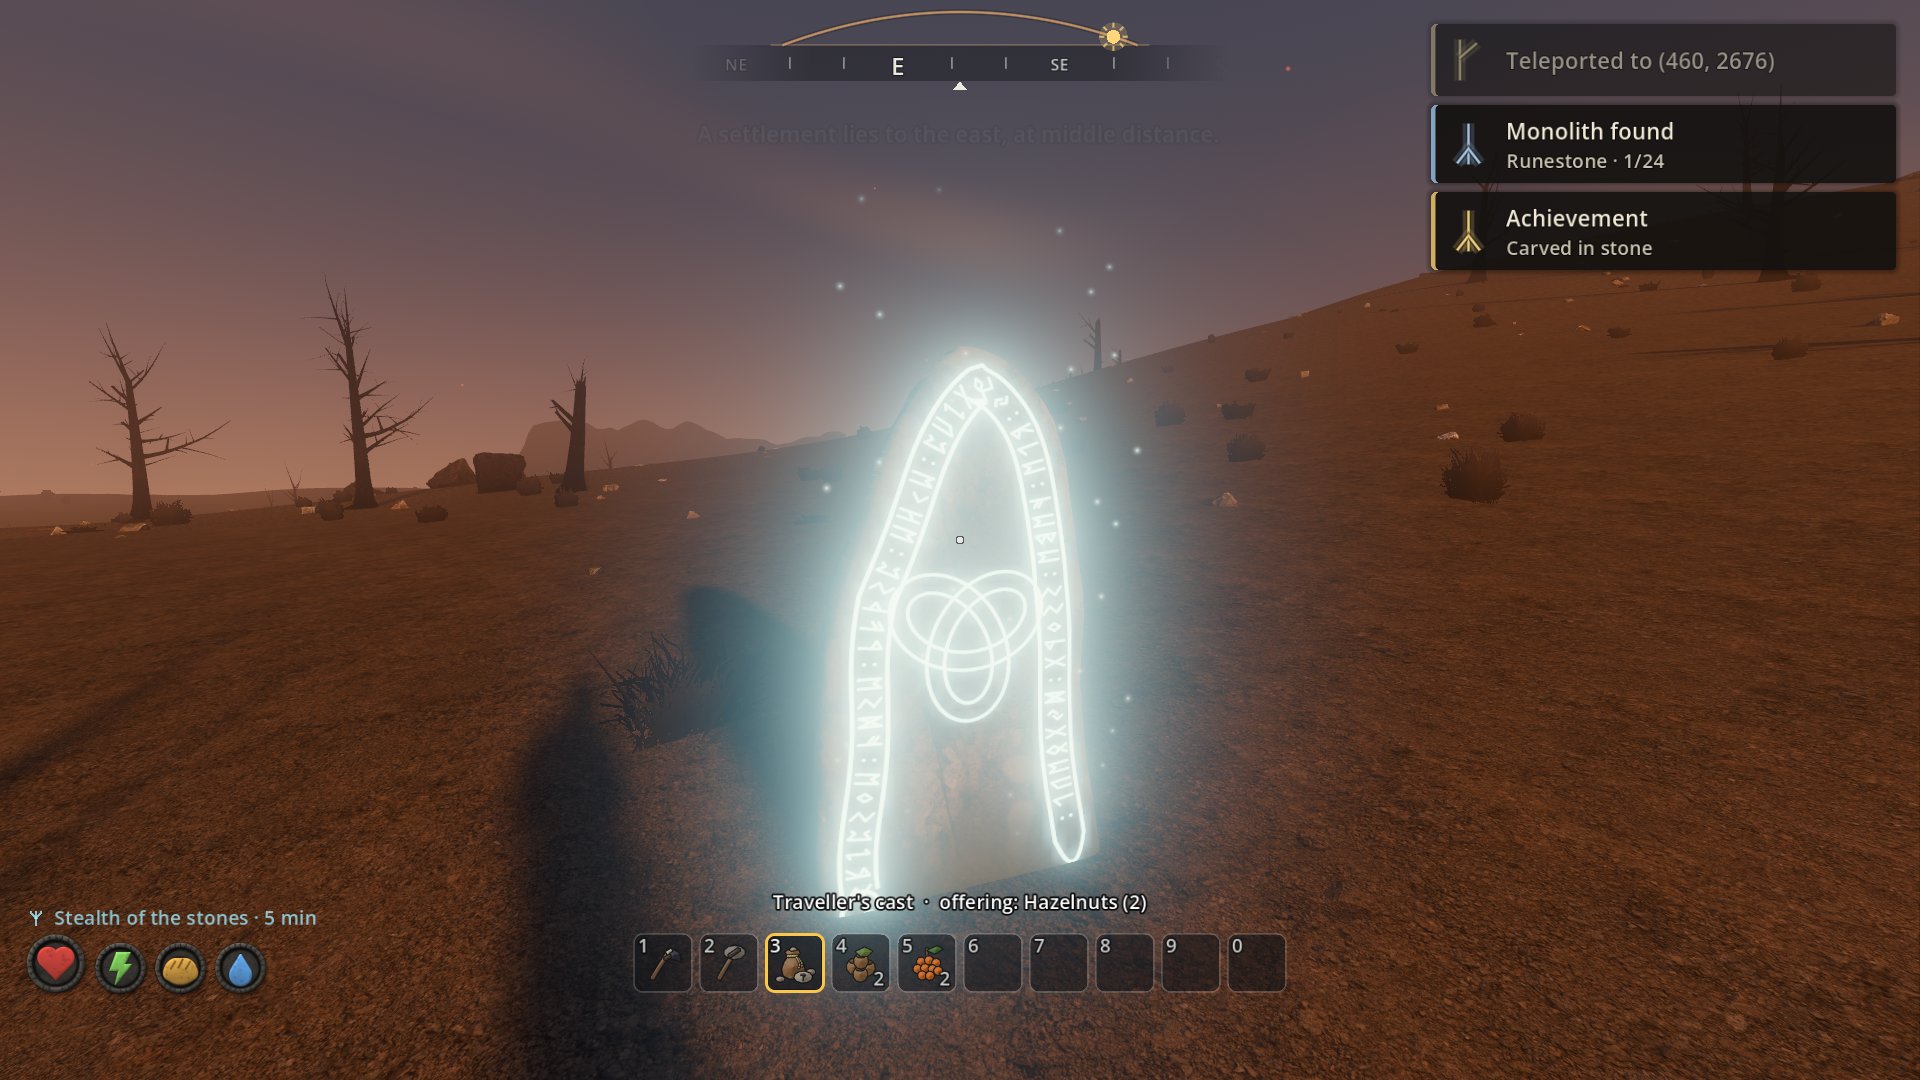 NE
E
SE
A settlement lies to the east, at middle distance.
Teleported to (460, 2676)
Monolith found
Runestone · 1/24
Achievement
Carved in stone
Traveller's cast · offering: Hazelnuts (2)
Stealth of the stones · 5 min
1 2 3 4 5 6 7 8 9 0
2 2